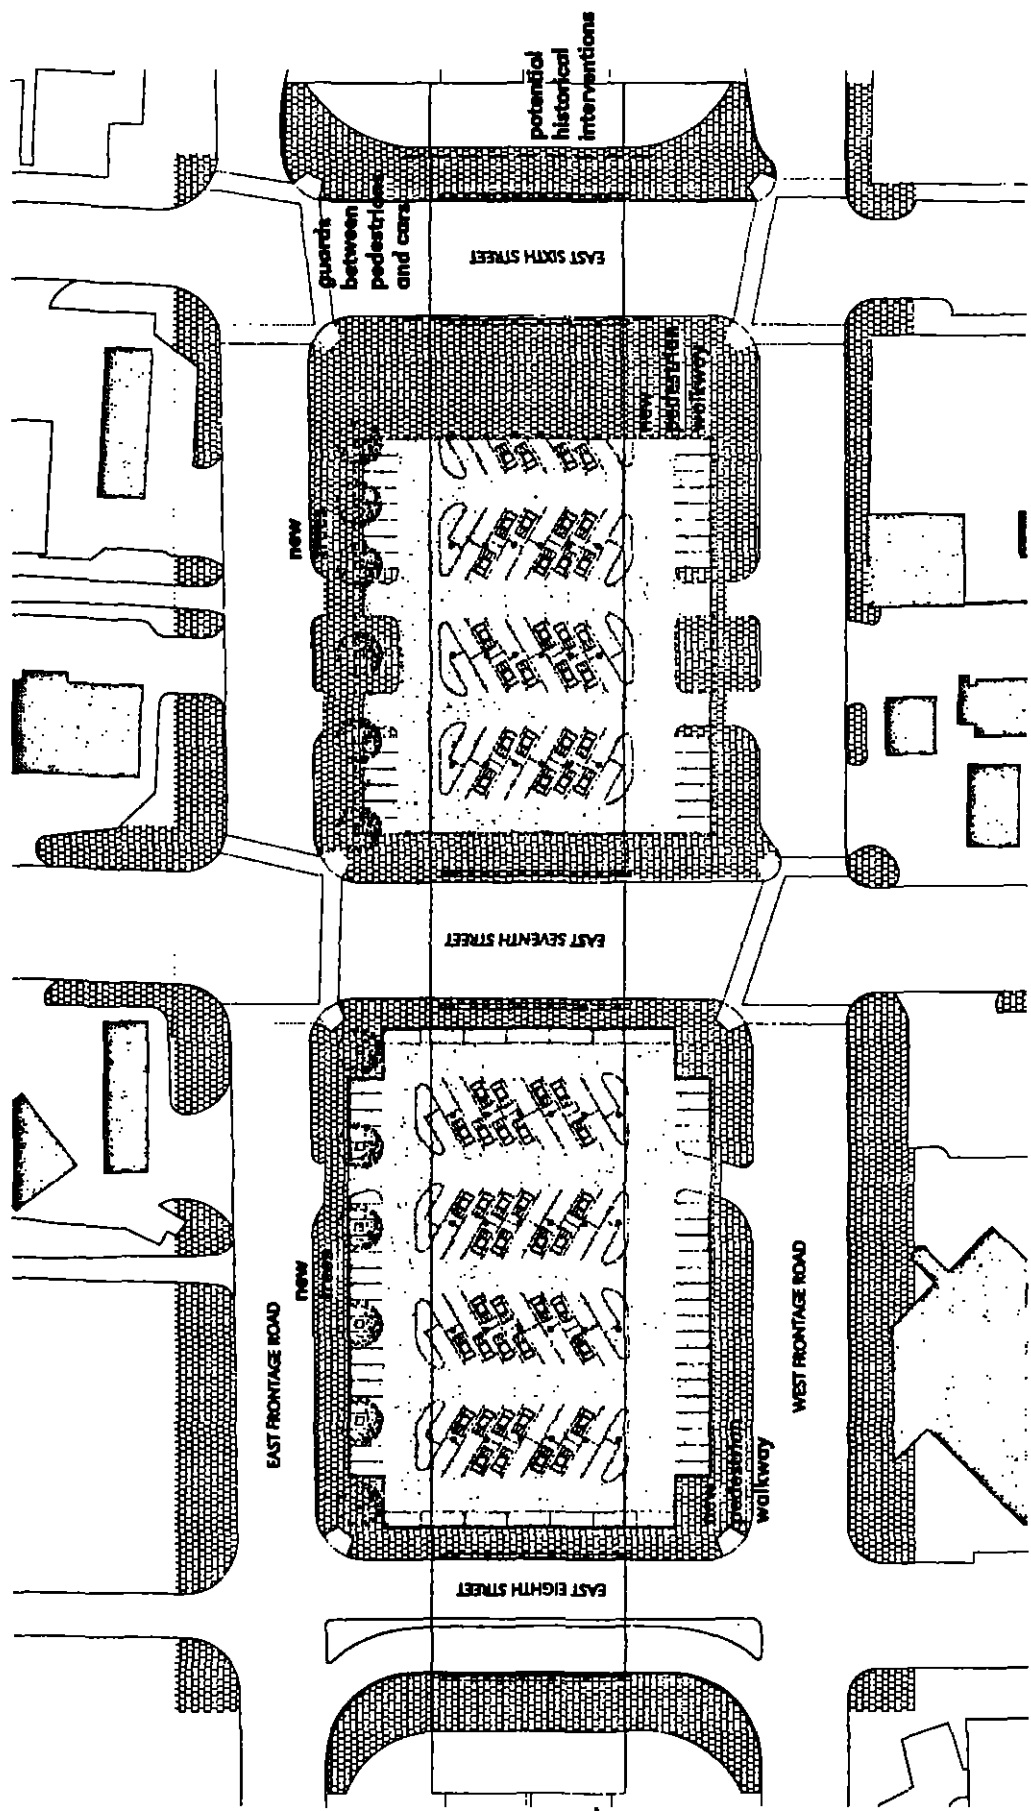 potential
historical
interventions
guards
between
pedestrians
and cars
EAST SIXTH STREET
new
pedestrian
walkway
new
trees
EAST SEVENTH STREET
new
trees
EAST FRONTAGE ROAD
WEST FRONTAGE ROAD
new
pedestrian
walkway
EAST EIGHTH STREET